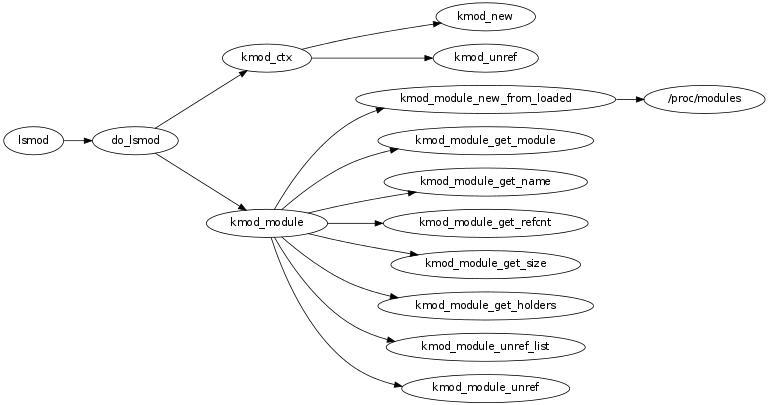 kmod_new
kmod_ctx
kmod_unref
kmod_module_new_from_loaded
/proc/modules
lsmod
do_lsmod
kmod_module_get_module
kmod_module_get_name
kmod_module
kmod_module_get_refcnt
kmod_module_get_size
kmod_module_get_holders
kmod_module_unref_list
kmod_module_unref